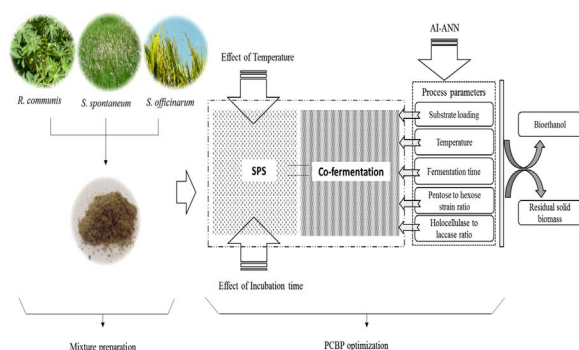 R. communis
S. spontaneum
S. officinarum
Mixture preparation
Effect of Temperature
SPS
Co-fermentation
Effect of Incubation time
AI-ANN
Process parameters
Substrate loading
Temperature
Fermentation time
Pentose to hexose
strain ratio
Holocellulase to
laccase ratio
Bioethanol
Residual solid
biomass
PCBP optimization